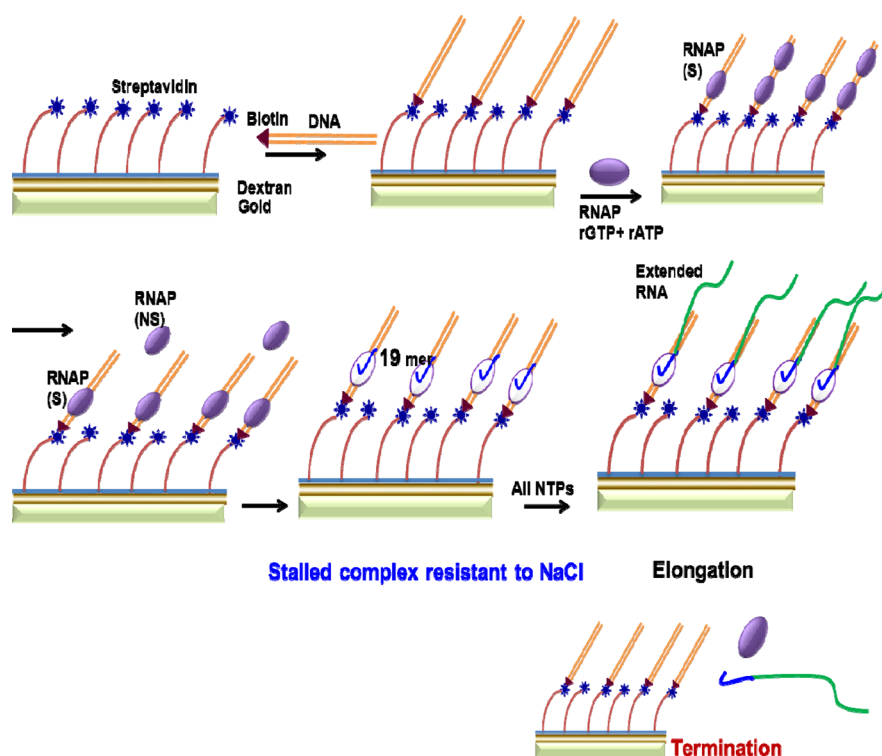 Streptavidin
Biotin
DNA
Dextran
Gold
RNAP
rGTP+ rATP
RNAP
(S)
RNAP
(NS)
RNAP
(S)
19 mer
All NTPs
Extended
RNA
Stalled complex resistant to NaCl
Elongation
Termination